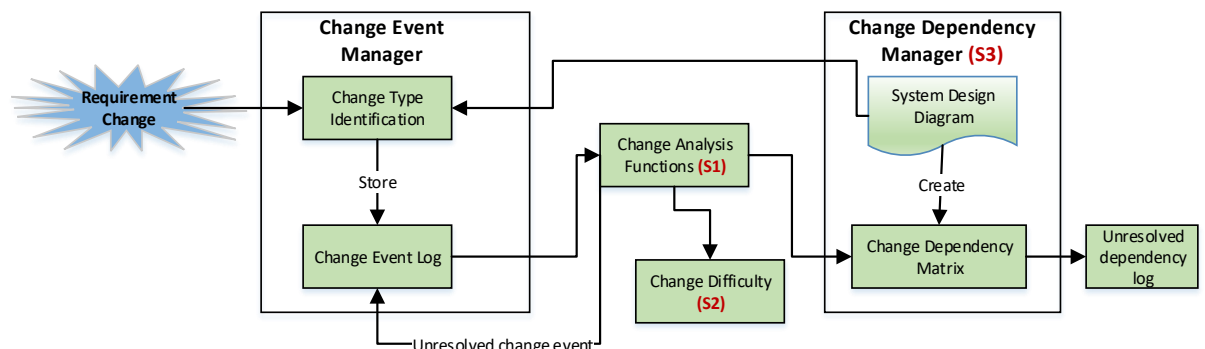 Change Event
Manager
Change Dependency
Manager (S3)
Requirement
Change
Change Type
Identification
System Design
Diagram
Change Analysis
Functions (S1)
Store
Create
Change Event Log
Change Difficulty
(S2)
Change Dependency
Matrix
Unresolved
dependency
log
Unresolved change event